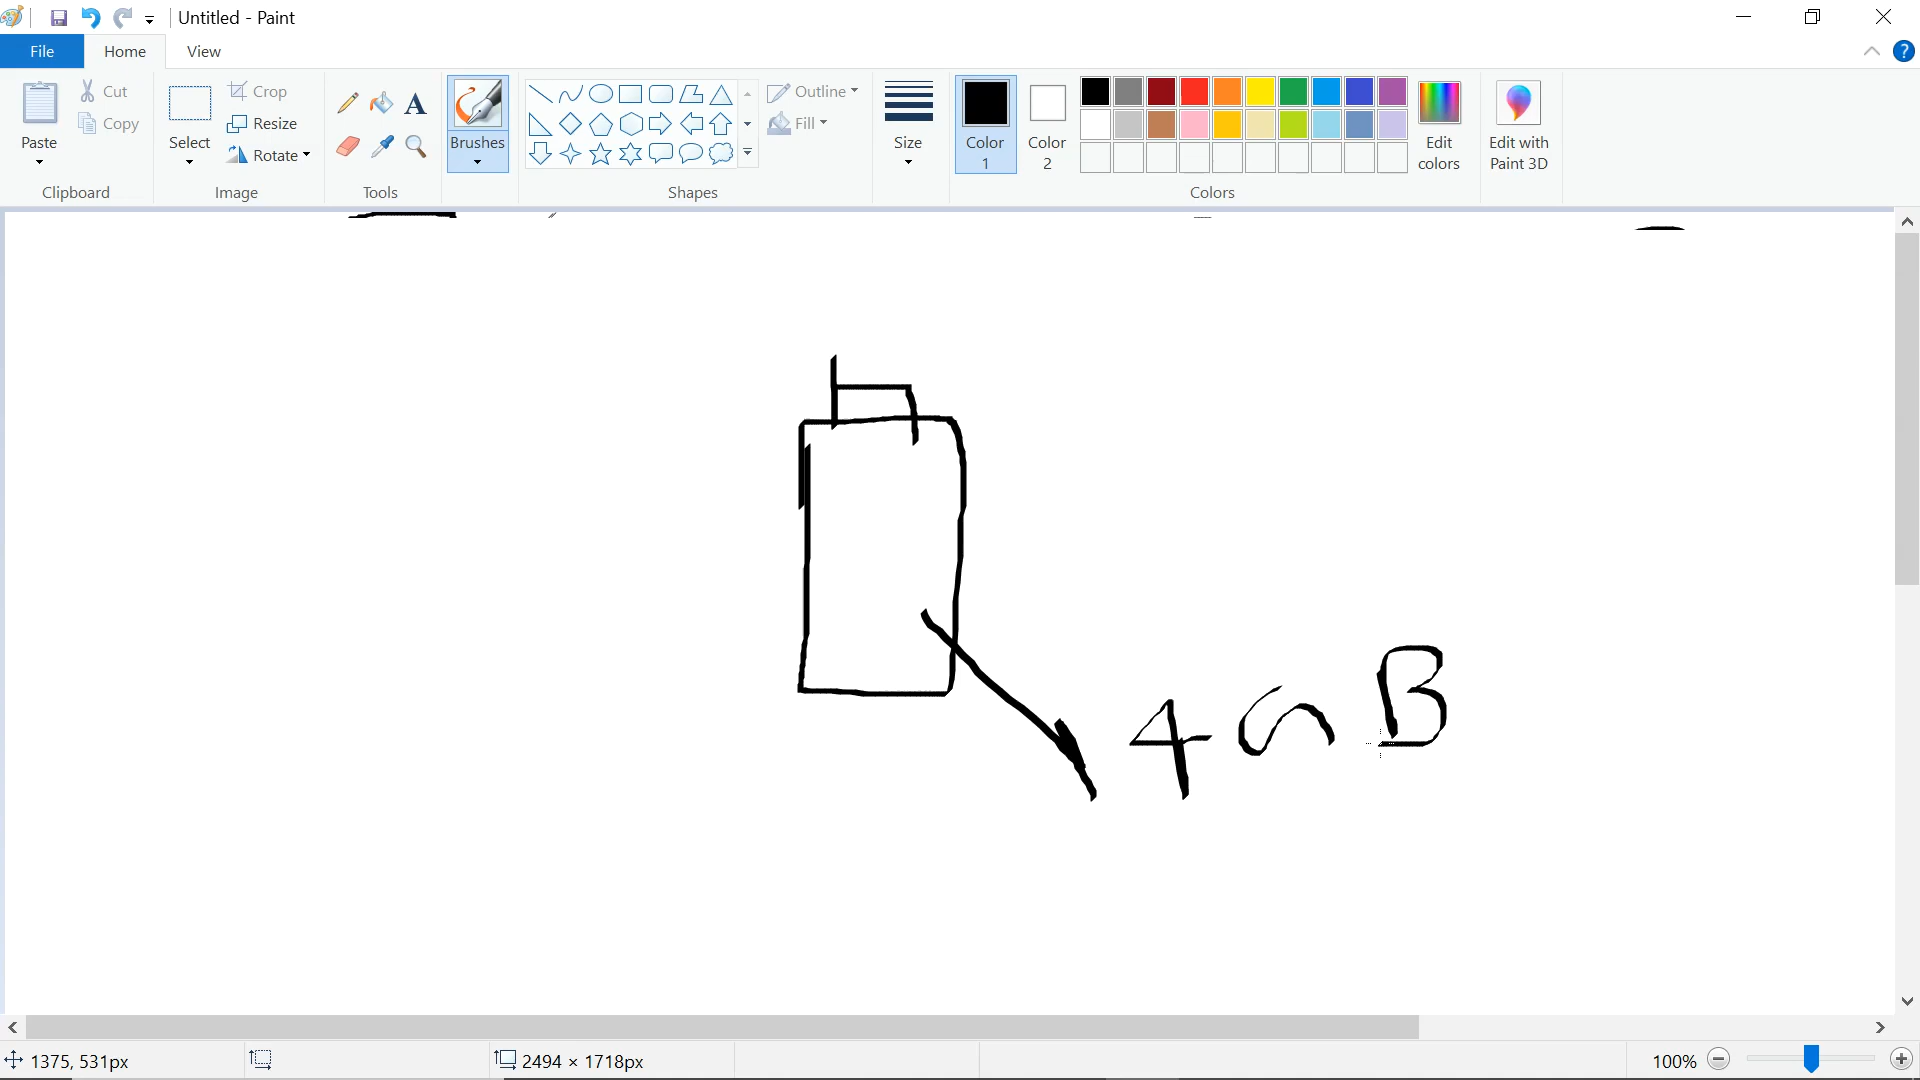 Untitled - Paint
File Home View
Paste
Cut
Copy
Clipboard
Select
Crop
Resize
Rotate
Image
A
Tools
Brushes
Shapes
Outline
Fill
Size
Color 1
Color 2
Colors
Edit colors
Edit with Paint 3D
?
4 G B
1375, 531px
2494 × 1718px
100%